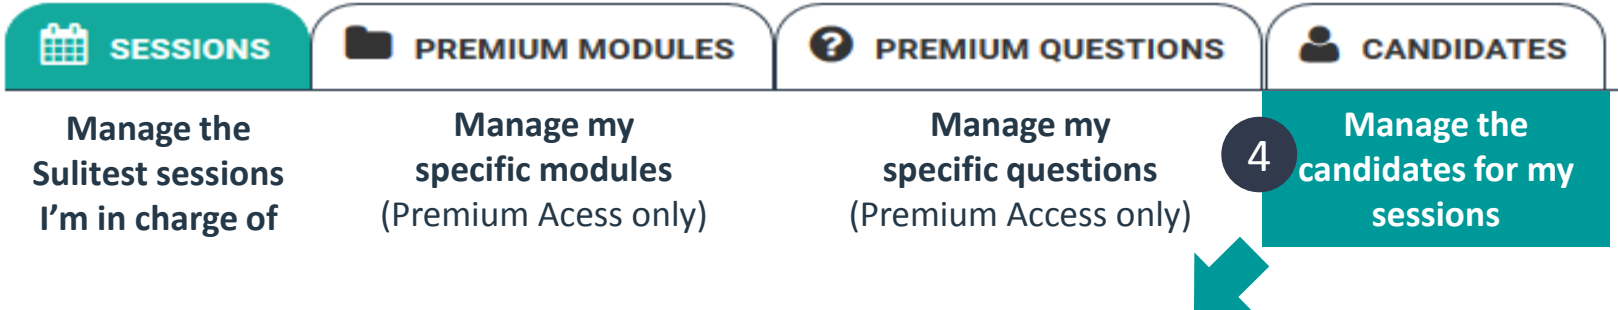 SESSIONS
PREMIUM MODULES
PREMIUM QUESTIONS
CANDIDATES
Manage the
Sulitest sessions
I'm in charge of
Manage my
specific modules
(Premium Acess only)
Manage my
specific questions
(Premium Access only)
4
Manage the
candidates for my
sessions